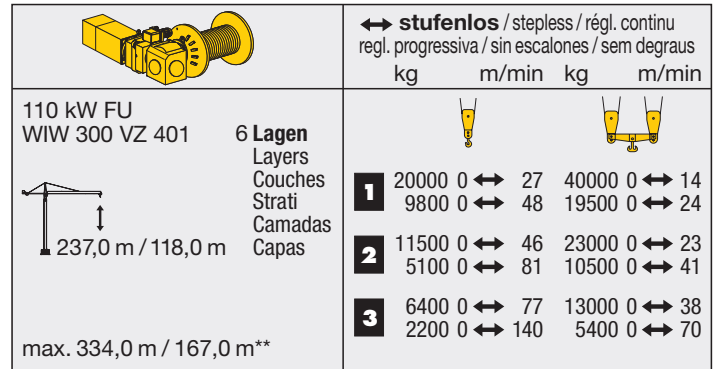 ↔ stufenlos / stepless / régl. continu
regl. progressiva / sin escalones / sem degraus
kg m/min kg m/min
110 kW FU
WIW 300 VZ 401 6 Lagen
Layers
Couches
Strati
Camadas
237,0 m / 118,0 m Capas
max. 334,0 m / 167,0 m**
1 20000 0 ↔ 27 40000 0 ↔ 14
9800 0 ↔ 48 19500 0 ↔ 24
2 11500 0 ↔ 46 23000 0 ↔ 23
5100 0 ↔ 81 10500 0 ↔ 41
3 6400 0 ↔ 77 13000 0 ↔ 38
2200 0 ↔ 140 5400 0 ↔ 70